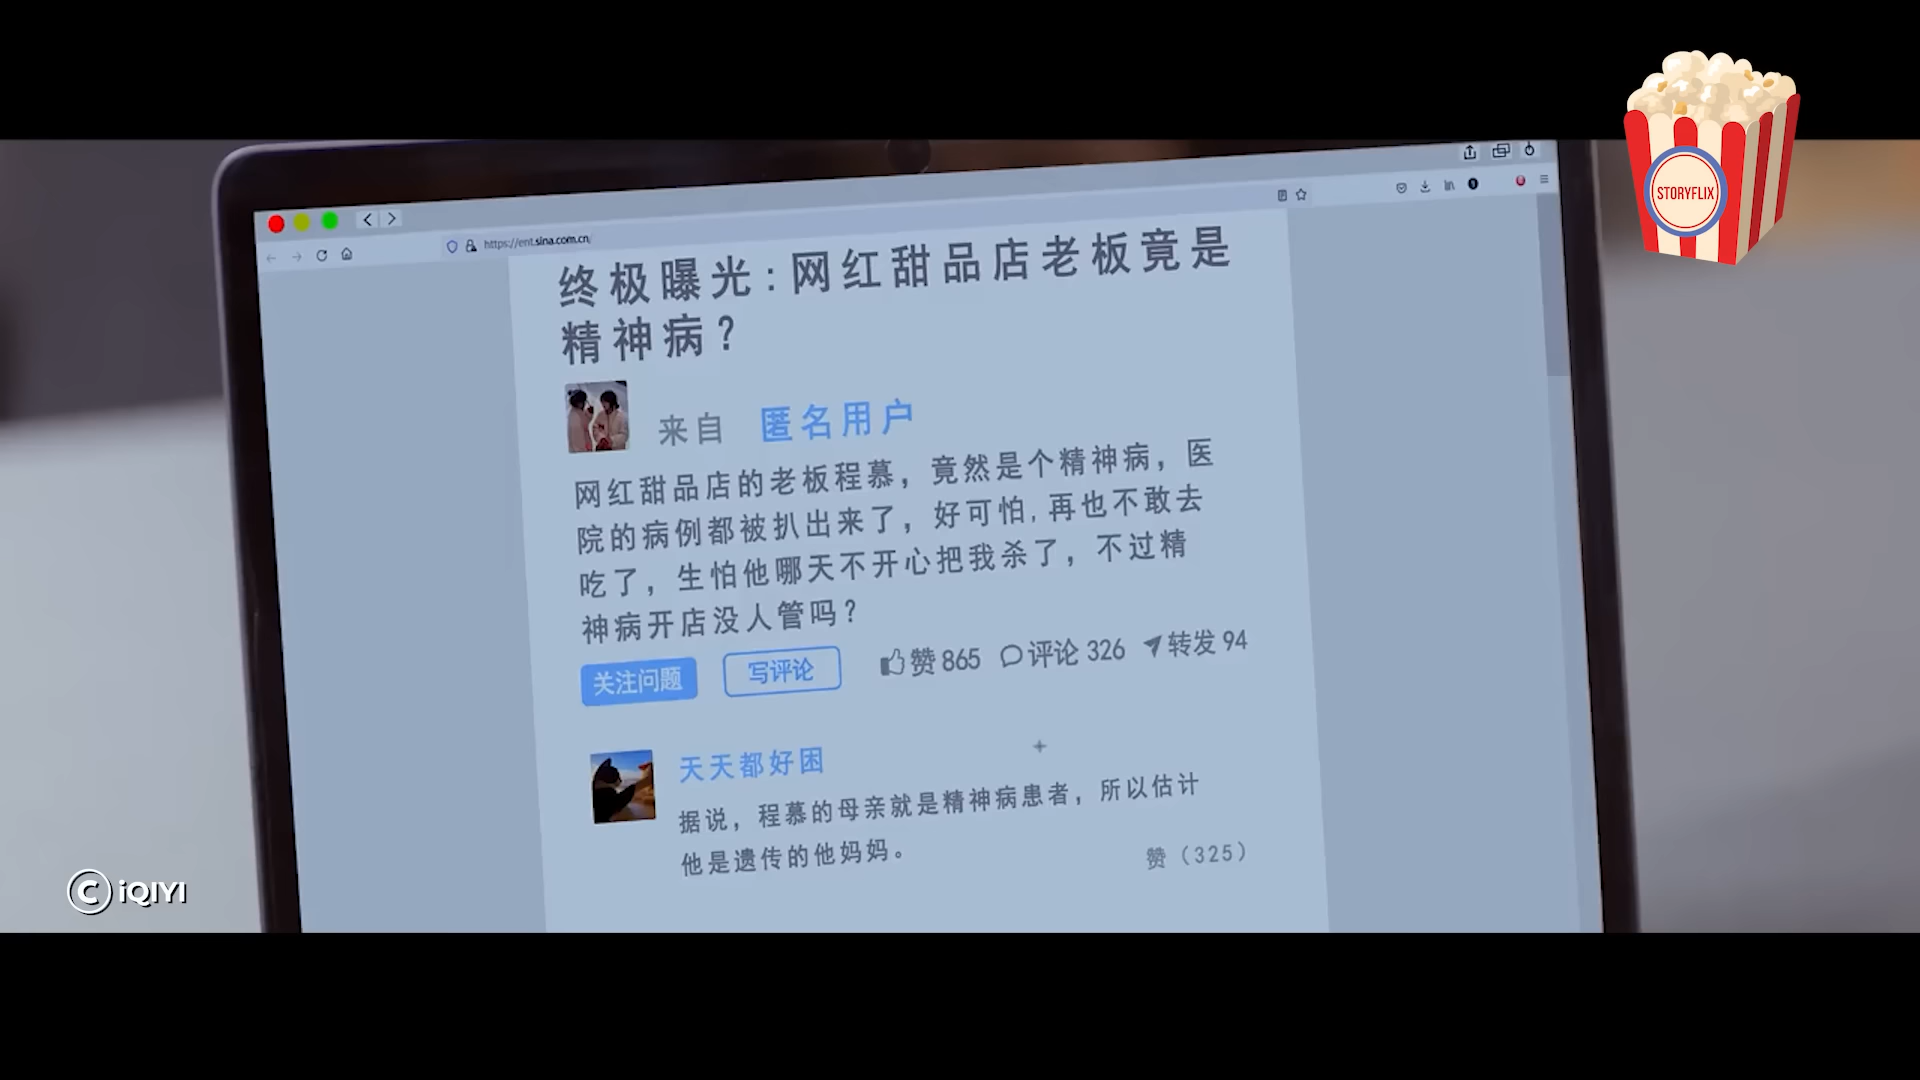 STORYFLIX
https://ent.sina.com.cn/
终极曝光:网红甜品店老板竟是
精神病?
来自 匿名用户
网红甜品店的老板程慕，竟然是个精神病，医
院的病例都被扒出来了，好可怕,再也不敢去
吃了，生怕他哪天不开心把我杀了，不过精
神病开店没人管吗?
关注问题 写评论 赞 865 评论 326 转发 94
天天都好困
据说，程慕的母亲就是精神病患者，所以估计
他是遗传的他妈妈。
赞（325）
C iQIYI